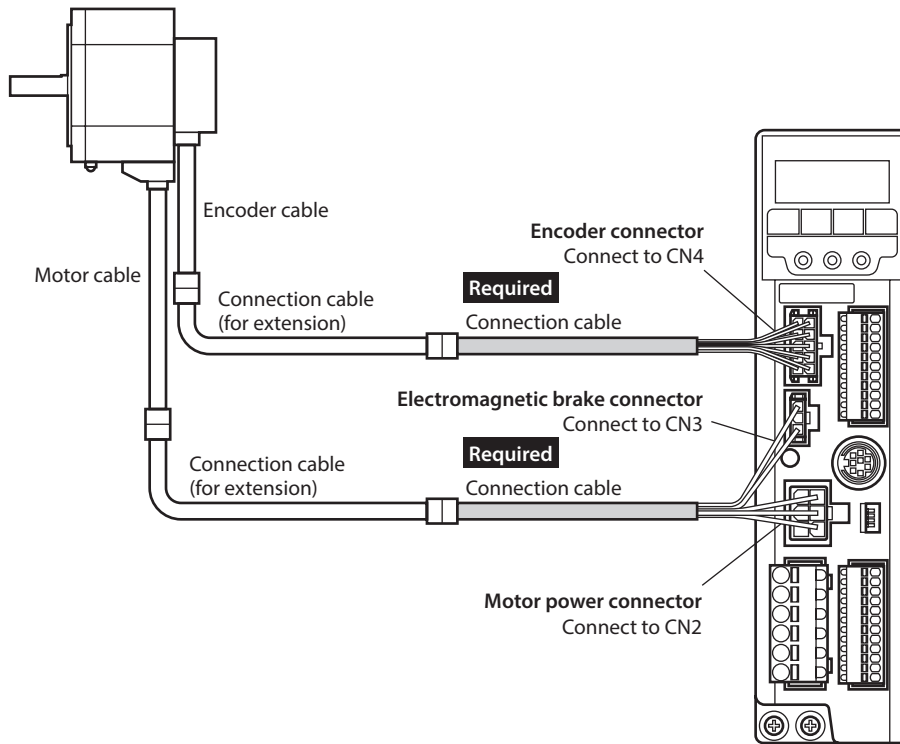 Encoder cable
Motor cable
Encoder connector
Connect to CN4
Required
Connection cable
(for extension)
Connection cable
Electromagnetic brake connector
Connect to CN3
Required
Connection cable
(for extension)
Connection cable
Motor power connector
Connect to CN2